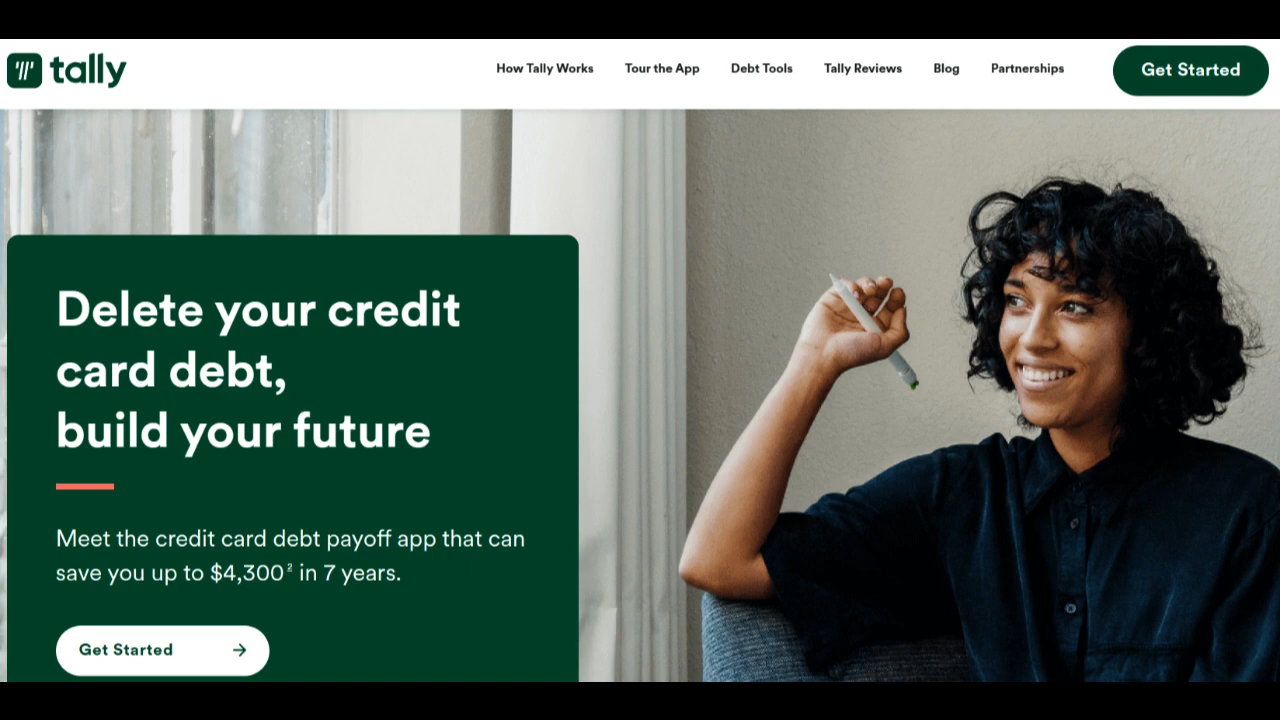 tally
How Tally Works
Tour the App
Debt Tools
Tally Reviews
Blog
Partnerships
Get Started
Delete your credit
card debt,
build your future
Meet the credit card debt payoff app that can
save you up to $4,300² in 7 years.
Get Started →